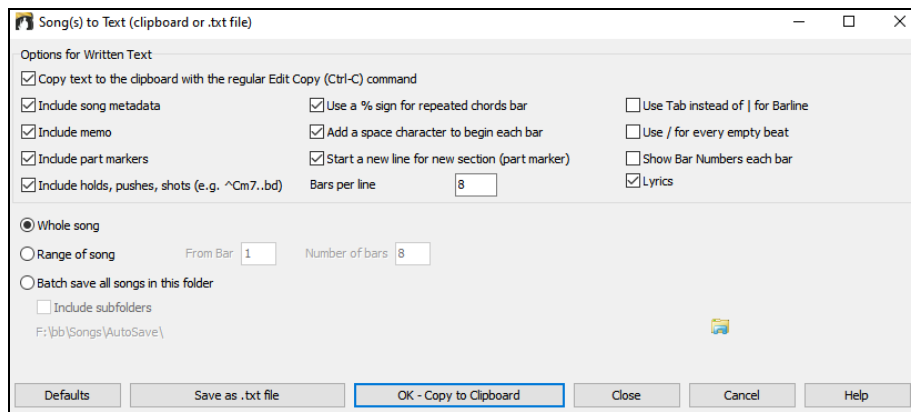 Song(s) to Text (clipboard or .txt file)
Options for Written Text
Copy text to the clipboard with the regular Edit Copy (Ctrl-C) command
Include song metadata
Use a % sign for repeated chords bar
Use Tab instead of | for Barline
Include memo
Add a space character to begin each bar
Use / for every empty beat
Include part markers
Start a new line for new section (part marker)
Show Bar Numbers each bar
Include holds, pushes, shots (e.g. ^Cm7..bd)
Bars per line 8
Lyrics
Whole song
Range of song From Bar 1 Number of bars 8
Batch save all songs in this folder
Include subfolders
F:\bb\Songs\AutoSave\
Defaults Save as .txt file OK - Copy to Clipboard Close Cancel Help